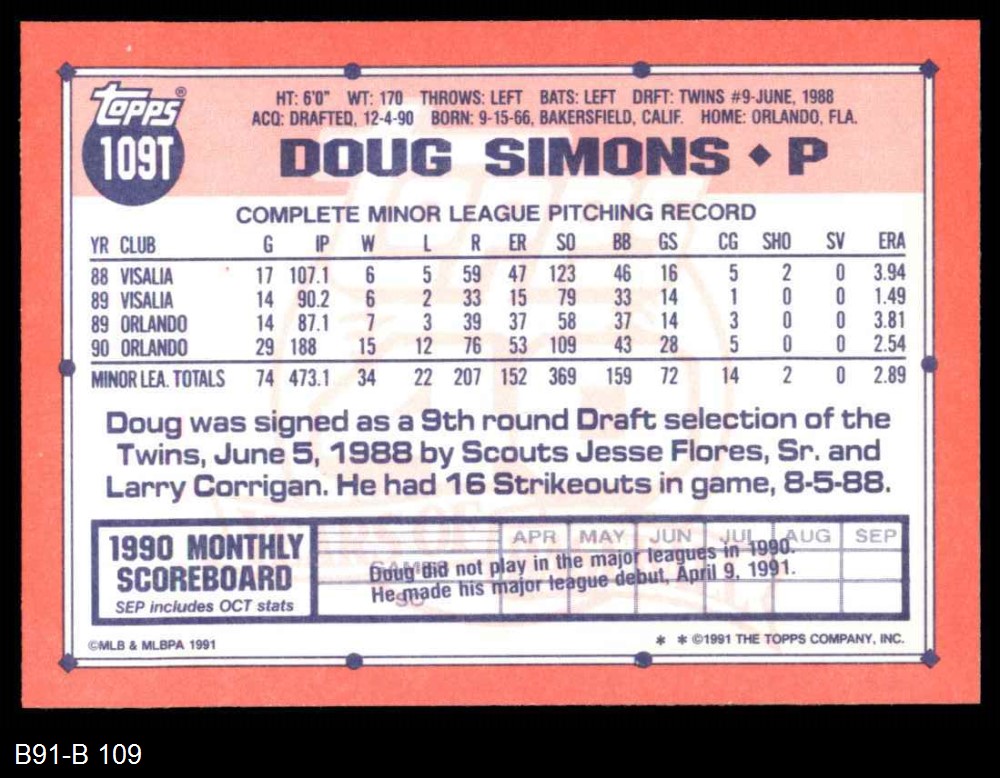 Topps®
109T
HT: 6'0" WT: 170 THROWS: LEFT BATS: LEFT DRFT: TWINS #9-JUNE, 1988
ACQ: DRAFTED, 12-4-90 BORN: 9-15-66, BAKERSFIELD, CALIF. HOME: ORLANDO, FLA.
DOUG SIMONS ◆ P
COMPLETE MINOR LEAGUE PITCHING RECORD
YR CLUB G IP W L R ER SO BB GS CG SHO SV ERA
88 VISALIA 17 107.1 6 5 59 47 123 46 16 5 2 0 3.94
89 VISALIA 14 90.2 6 2 33 15 79 33 14 1 0 0 1.49
89 ORLANDO 14 87.1 7 3 39 37 58 37 14 3 0 0 3.81
90 ORLANDO 29 188 15 12 76 53 109 43 28 5 0 0 2.54
MINOR LEA. TOTALS 74 473.1 34 22 207 152 369 159 72 14 2 0 2.89
Doug was signed as a 9th round Draft selection of the
Twins, June 5, 1988 by Scouts Jesse Flores, Sr. and
Larry Corrigan. He had 16 Strikeouts in game, 8-5-88.
1990 MONTHLY
SCOREBOARD
SEP includes OCT stats
APR MAY JUN JUL AUG SEP
GAMES
SO
Doug did not play in the major leagues in 1990.
He made his major league debut, April 9, 1991.
©MLB & MLBPA 1991
* * ©1991 THE TOPPS COMPANY, INC.
B91-B 109